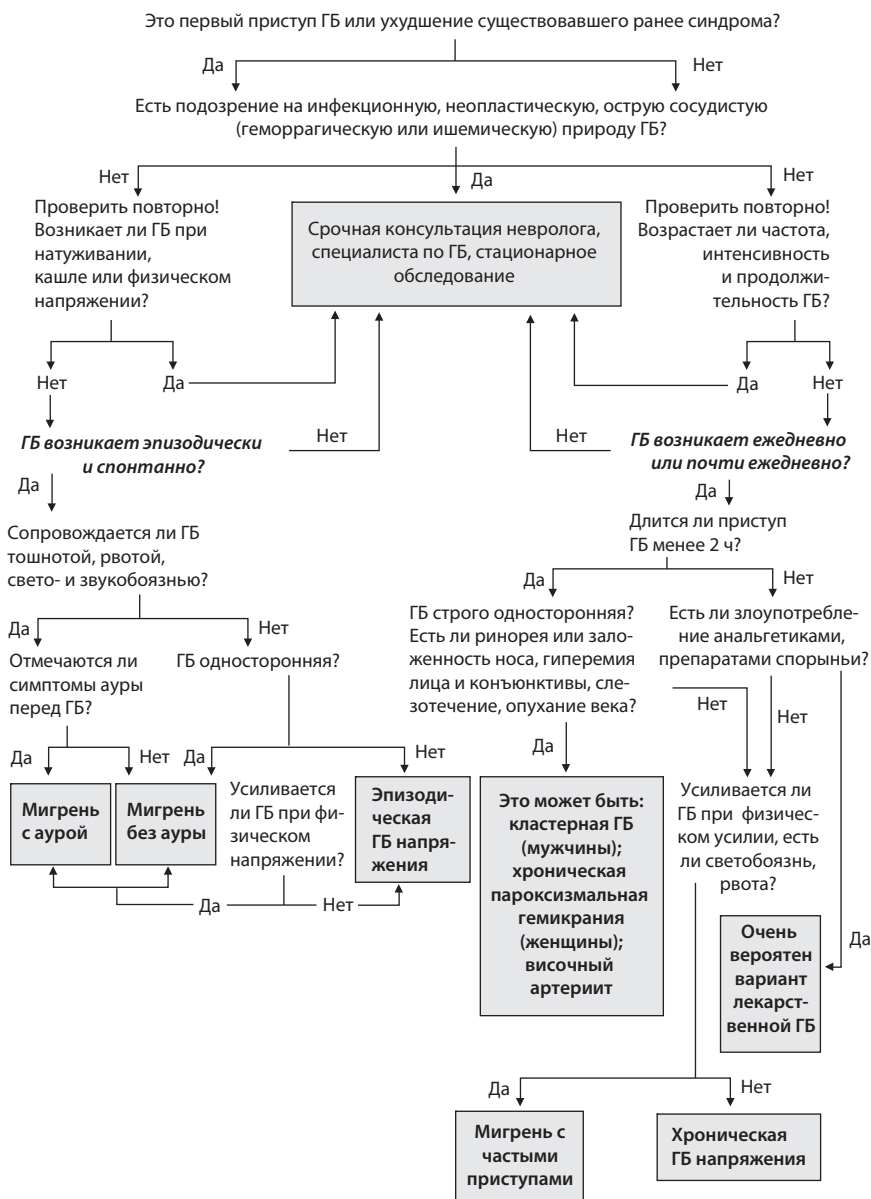 Это первый приступ ГБ или ухудшение существовавшего ранее синдрома?
Да
Нет
Есть подозрение на инфекционную, неопластическую, острую сосудистую
(геморрагическую или ишемическую) природу ГБ?
Нет
Да
Нет
Проверить повторно!
Возникает ли ГБ при
натуживании,
кашле или физическом
напряжении?
Срочная консультация невролога,
специалиста по ГБ, стационарное
обследование
Проверить повторно!
Возрастает ли частота,
интенсивность
и продолжи-
тельность ГБ?
Нет
Да
Да
Нет
ГБ возникает эпизодически
и спонтанно?
Нет
Нет
ГБ возникает ежедневно
или почти ежедневно?
Да
Да
Сопровождается ли ГБ
тошнотой, рвотой,
свето- и звукобоязнью?
Длится ли приступ
ГБ менее 2 ч?
Да
Нет
Да
Нет
Отмечаются ли
симптомы ауры
перед ГБ?
ГБ односторонняя?
ГБ строго односторонняя?
Есть ли ринорея или зало-
женность носа, гиперемия
лица и конъюнктивы, сле-
зотечение, опухание века?
Есть ли злоупотребле-
ние анальгетиками,
препаратами спорыньи?
Нет
Нет
Да
Нет
Да
Нет
Да
Мигрень
с аурой
Мигрень
без ауры
Усиливается
ли ГБ при фи-
зическом
напряжении?
Эпизоди-
ческая
ГБ напря-
жения
Это может быть:
кластерная ГБ
(мужчины);
хроническая
пароксизмальная
гемикрания
(женщины);
височный
артериит
Усиливается ли
ГБ при физичес-
ком усилии, есть
ли светобоязнь,
рвота?
Да
Нет
Очень
вероятен
вариант
лекарст-
венной ГБ
Да
Да
Нет
Мигрень с
частыми
приступами
Хроническая
ГБ напряжения